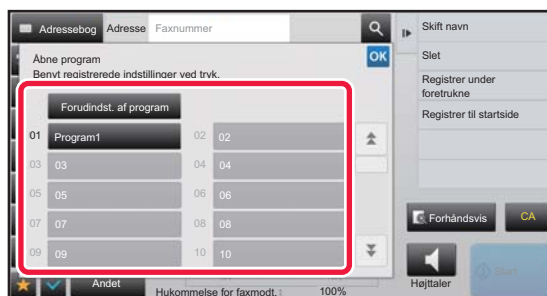 Adressebog Adresse Faxnummer
Skift navn
Åbne program
OK
Slet
Benyt registrerede indstillinger ved tryk.
Registrer under
foretrukne
Forudindst. af program
Registrer til startside
01 Program1 02 02
03 03 04 04
05 05 06 06
07 07 08 08
Forhåndsvis CA
09 09 10 10
Start
Andet
Højttaler
Hukommelse for faxmodt. 100%